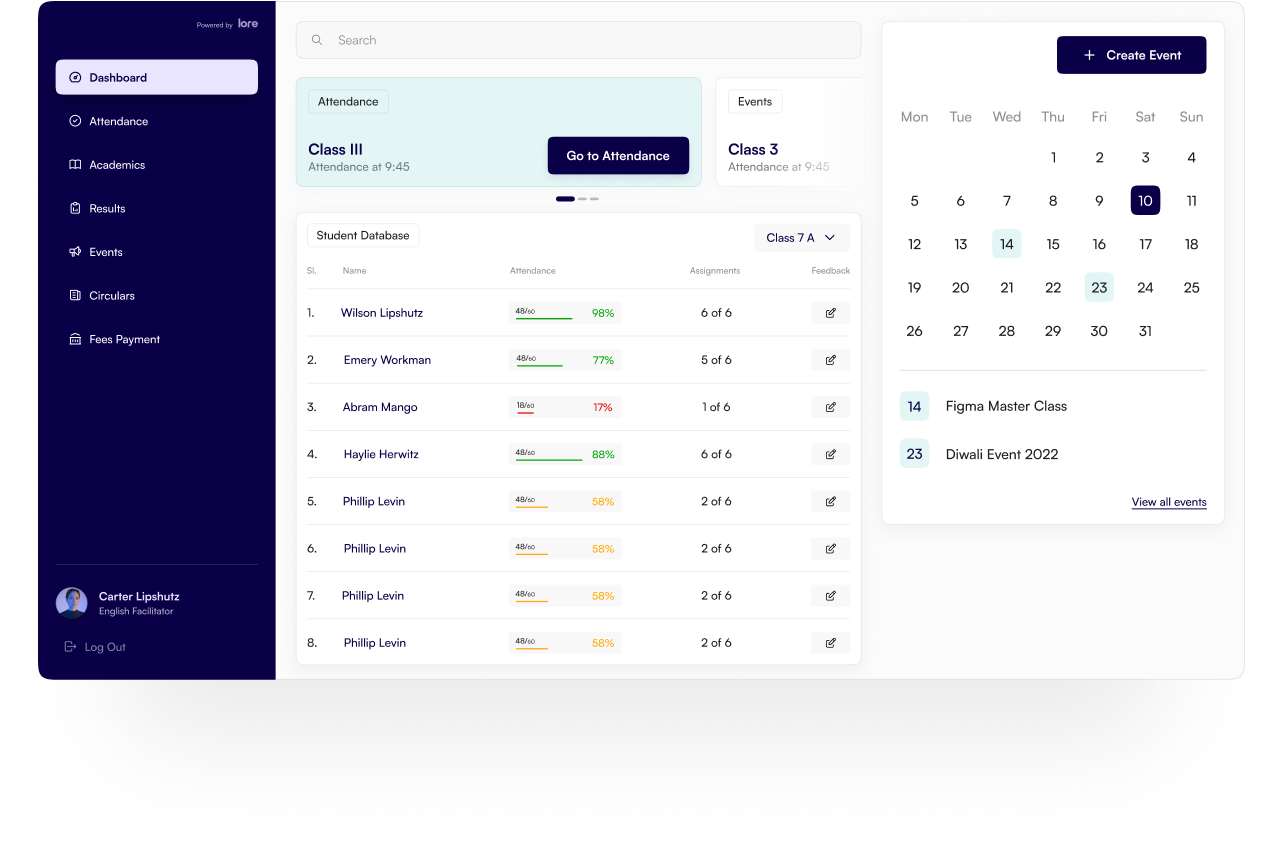 Powered by lore
Dashboard
Attendance
Academics
Results
Events
Circulars
Fees Payment
Carter Lipshutz
English Facilitator
Log Out
Search
Attendance
Class III
Attendance at 9:45
Go to Attendance
Events
Class 3
Attendance at 9:45
Student Database
Class 7 A
Sl. Name Attendance Assignments Feedback
1. Wilson Lipshutz 48/60 98% 6 of 6
2. Emery Workman 48/60 77% 5 of 6
3. Abram Mango 18/60 17% 1 of 6
4. Haylie Herwitz 48/60 88% 6 of 6
5. Phillip Levin 48/60 58% 2 of 6
6. Phillip Levin 48/60 58% 2 of 6
7. Phillip Levin 48/60 58% 2 of 6
8. Phillip Levin 48/60 58% 2 of 6
Create Event
Mon Tue Wed Thu Fri Sat Sun
1 2 3 4
5 6 7 8 9 10 11
12 13 14 15 16 17 18
19 20 21 22 23 24 25
26 27 28 29 30 31
14 Figma Master Class
23 Diwali Event 2022
View all events